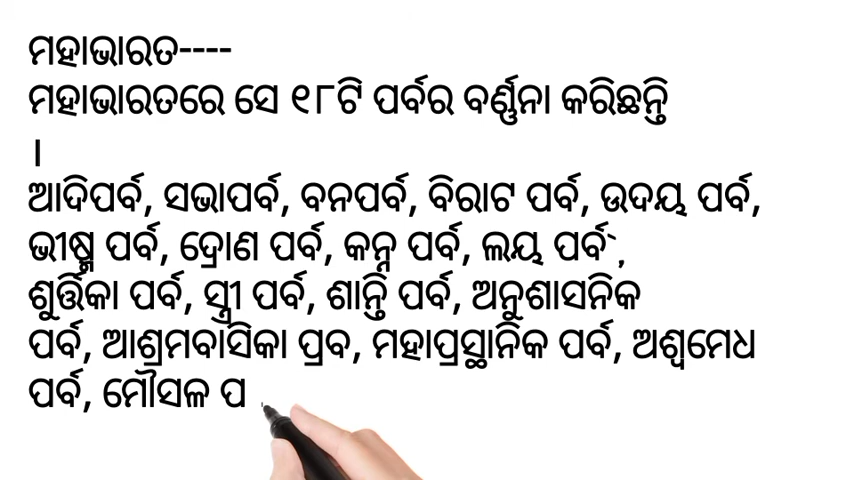 ମହାଭାରତ----
ମହାଭାରତରେ ସେ ୧୮ଟି ପର୍ବର ବର୍ଣ୍ଣନା କରିଛନ୍ତି
।
ଆଦିପର୍ବ, ସଭାପର୍ବ, ବନପର୍ବ, ବିରାଟ ପର୍ବ, ଉଦୟ ପର୍ବ,
ଭୀଷ୍ମ ପର୍ବ, ଦ୍ରୋଣ ପର୍ବ, କନ୍ନ ପର୍ବ, ଲୟ ପର୍ବ,
ଶୁର୍ତ୍ତିକା ପର୍ବ, ସ୍ତ୍ରୀ ପର୍ବ, ଶାନ୍ତି ପର୍ବ, ଅନୁଶାସନିକ
ପର୍ବ, ଆଶ୍ରମବାସିକା ପ୍ରବ, ମହାପ୍ରସ୍ଥାନିକ ପର୍ବ, ଅଶ୍ୱମେଧ
ପର୍ବ, ମୌସଳ ପ